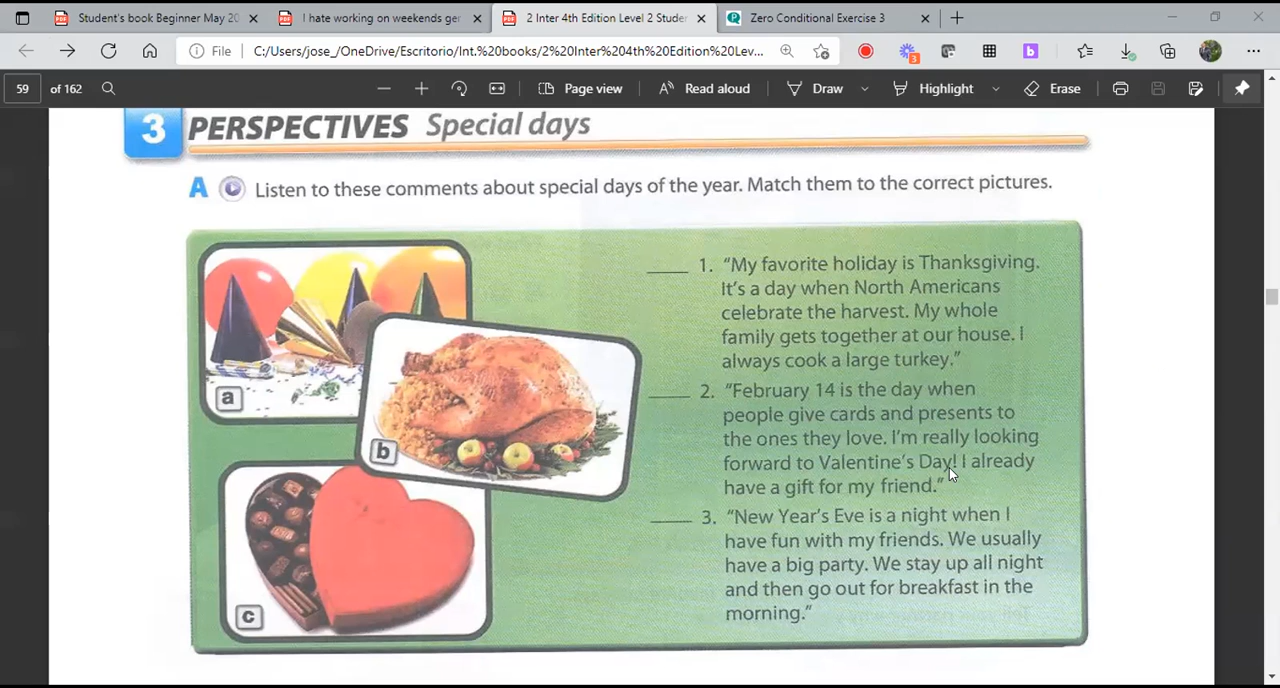 Student's book Beginner May 20
I hate working on weekends ger
2 Inter 4th Edition Level 2 Stude
Zero Conditional Exercise 3
File
C:/Users/jose_/OneDrive/Escritorio/Int.%20books/2%20Inter%204th%20Edition%20Lev...
3
59 of 162
Page view
Read aloud
Draw
Highlight
Erase
3 PERSPECTIVES Special days
A Listen to these comments about special days of the year. Match them to the correct pictures.
a
b
c
____ 1. "My favorite holiday is Thanksgiving.
It's a day when North Americans
celebrate the harvest. My whole
family gets together at our house. I
always cook a large turkey."
____ 2. "February 14 is the day when
people give cards and presents to
the ones they love. I'm really looking
forward to Valentine's Day! I already
have a gift for my friend."
____ 3. "New Year's Eve is a night when I
have fun with my friends. We usually
have a big party. We stay up all night
and then go out for breakfast in the
morning."